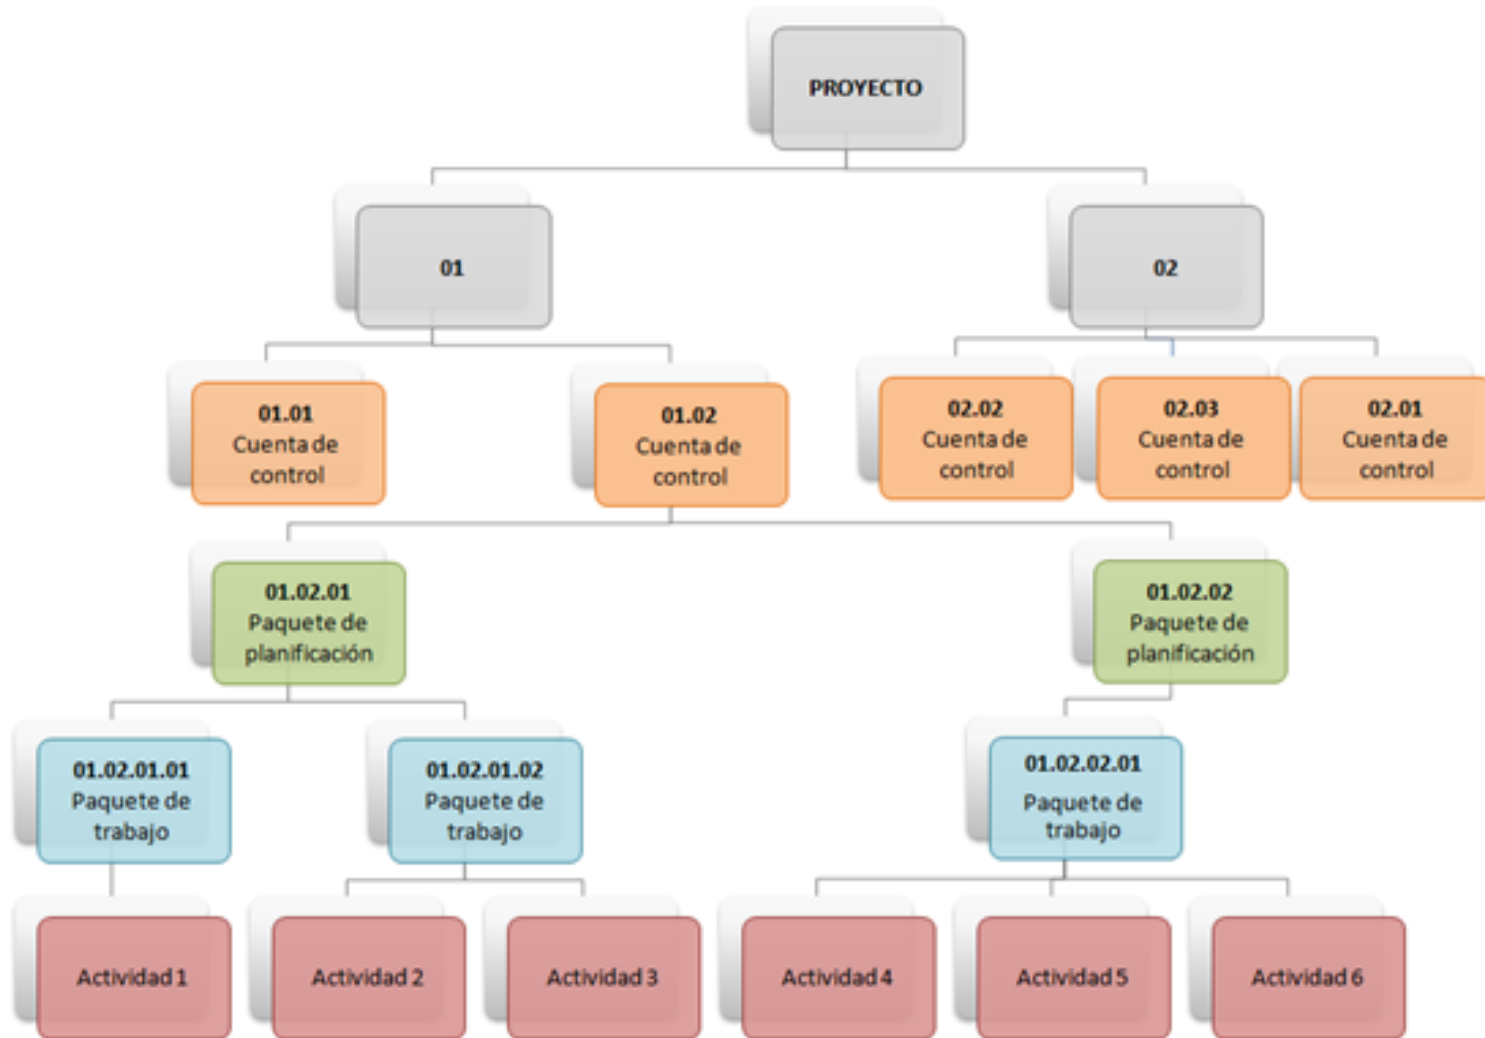 PROYECTO
01
02
01.01
Cuenta de
control
01.02
Cuenta de
control
02.02
Cuenta de
control
02.03
Cuenta de
control
02.01
Cuenta de
control
01.02.01
Paquete de
planificación
01.02.02
Paquete de
planificación
01.02.01.01
Paquete de
trabajo
01.02.01.02
Paquete de
trabajo
01.02.02.01
Paquete de
trabajo
Actividad 1
Actividad 2
Actividad 3
Actividad 4
Actividad 5
Actividad 6